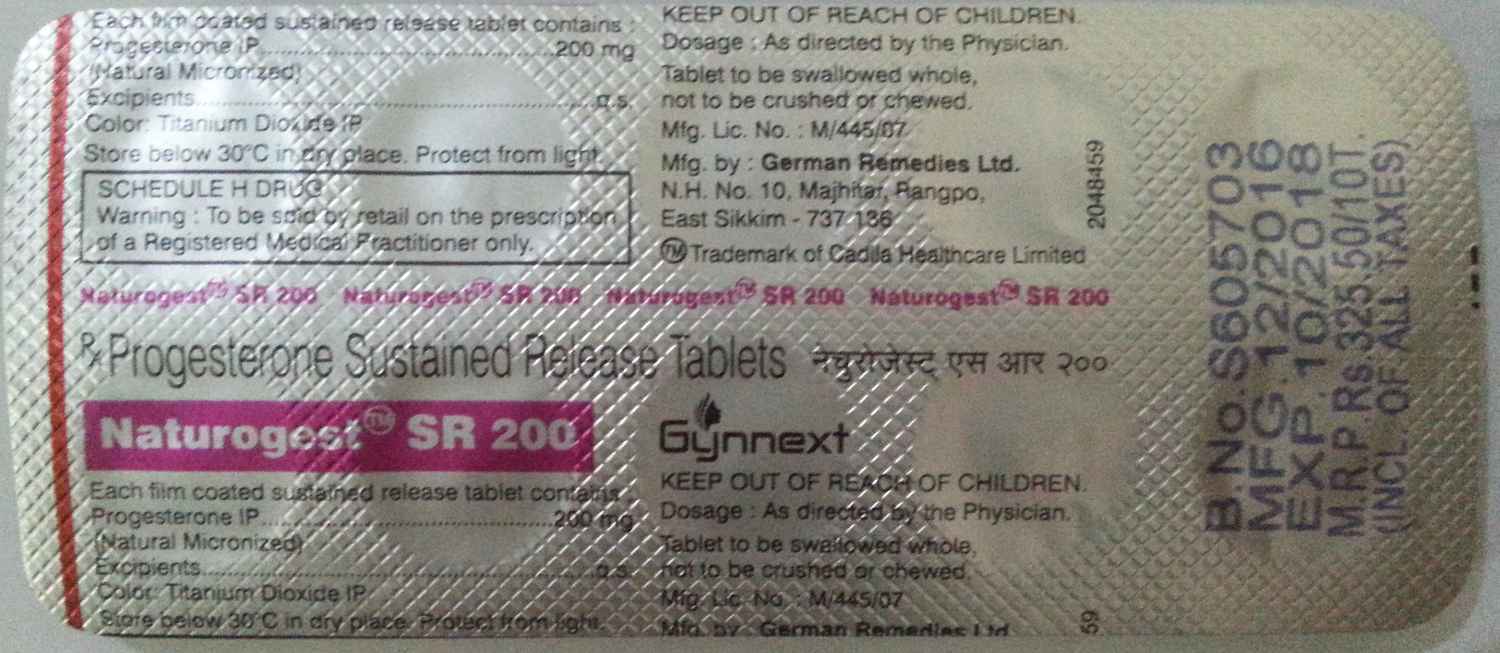 Each film coated sustained release tablet contains :
Progesterone IP..........................................200 mg
(Natural Micronized)
Excipients..........................................................q.s.
Color: Titanium Dioxide IP
Store below 30°C in dry place. Protect from light.
SCHEDULE H DRUG
Warning : To be sold by retail on the prescription
of a Registered Medical Practitioner only.
KEEP OUT OF REACH OF CHILDREN.
Dosage : As directed by the Physician.
Tablet to be swallowed whole,
not to be crushed or chewed.
Mfg. Lic. No. : M/445/07
Mfg. by : German Remedies Ltd.
N.H. No. 10, Majhitar, Rangpo,
East Sikkim - 737 136
TM Trademark of Cadila Healthcare Limited
2048459
Naturogest™ SR 200 Naturogest™ SR 200 Naturogest™ SR 200 Naturogest™ SR 200
Rx Progesterone Sustained Release Tablets नेचुरोजेस्ट् एस आर २००
Naturogest™ SR 200
Gynnext
Each film coated sustained release tablet contains :
Progesterone IP..........................................200 mg
(Natural Micronized)
Excipients..........................................................q.s.
Color: Titanium Dioxide IP
Store below 30°C in dry place. Protect from light.
KEEP OUT OF REACH OF CHILDREN.
Dosage : As directed by the Physician.
Tablet to be swallowed whole,
not to be crushed or chewed.
Mfg. Lic. No. : M/445/07
Mfg. by : German Remedies Ltd
59
B.No.S605703
MFG.12/2016
EXP.10/2018
M.R.P.Rs.325.50/10T.
(INCL. OF ALL TAXES)